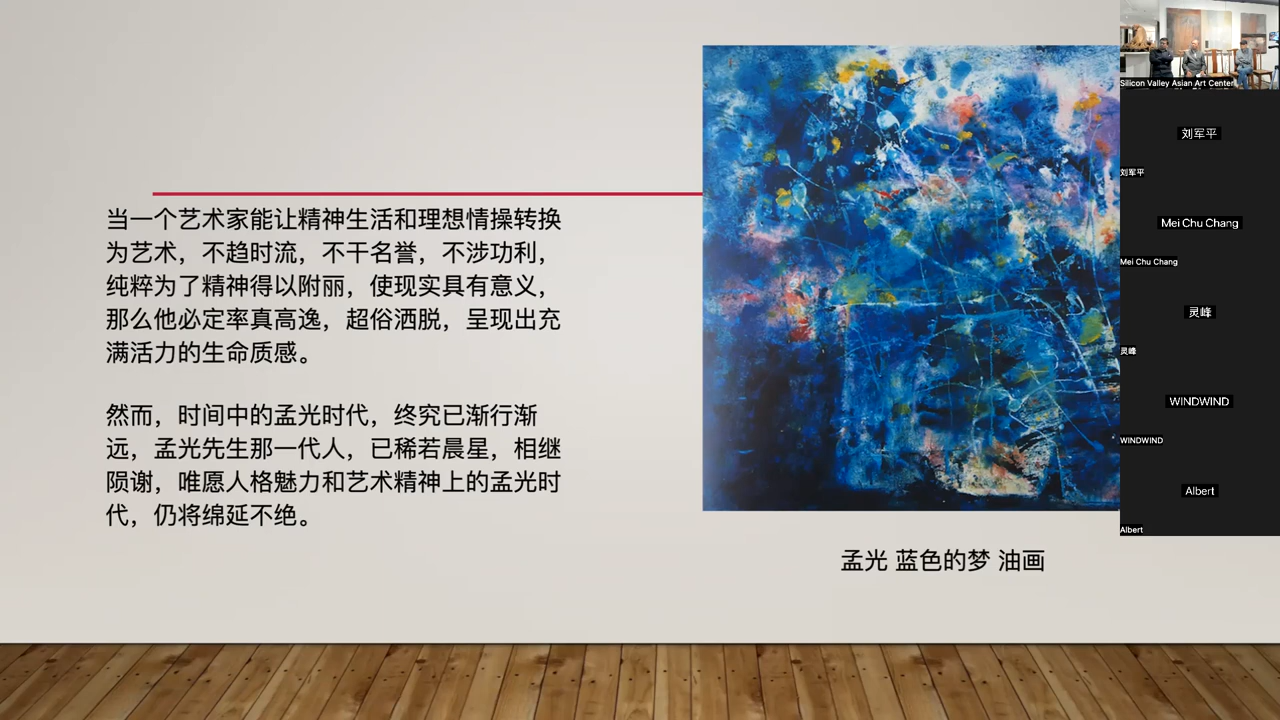 当一个艺术家能让精神生活和理想情操转换
为艺术，不趋时流，不干名誉，不涉功利，
纯粹为了精神得以附丽，使现实具有意义，
那么他必定率真高逸，超俗洒脱，呈现出充
满活力的生命质感。
然而，时间中的孟光时代，终究已渐行渐
远，孟光先生那一代人，已稀若晨星，相继
陨谢，唯愿人格魅力和艺术精神上的孟光时
代，仍将绵延不绝。
孟光 蓝色的梦 油画
Silicon Valley Asian Art Center
刘军平
刘军平
Mei Chu Chang
Mei Chu Chang
灵峰
灵峰
WINDWIND
WINDWIND
Albert
Albert